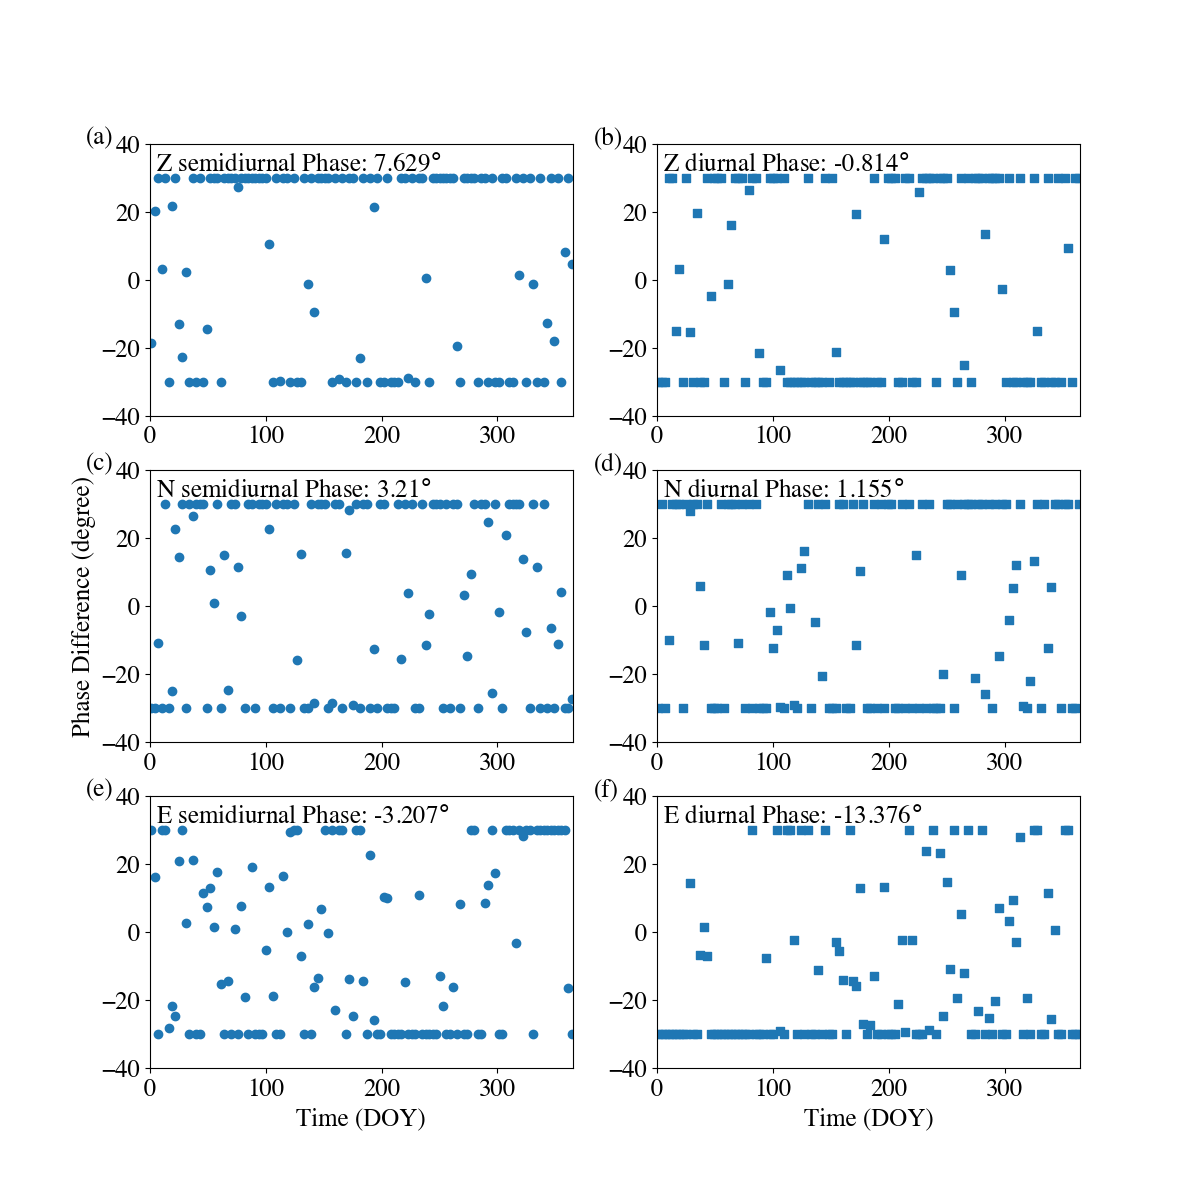 (a)
Z semidiurnal Phase: 7.629°
40
20
0
−20
−40
0 100 200 300
(b)
Z diurnal Phase: -0.814°
40
20
0
−20
−40
0 100 200 300
(c)
N semidiurnal Phase: 3.21°
40
20
0
−20
−40
0 100 200 300
Phase Difference (degree)
(d)
N diurnal Phase: 1.155°
40
20
0
−20
−40
0 100 200 300
(e)
E semidiurnal Phase: -3.207°
40
20
0
−20
−40
0 100 200 300
Time (DOY)
(f)
E diurnal Phase: -13.376°
40
20
0
−20
−40
0 100 200 300
Time (DOY)